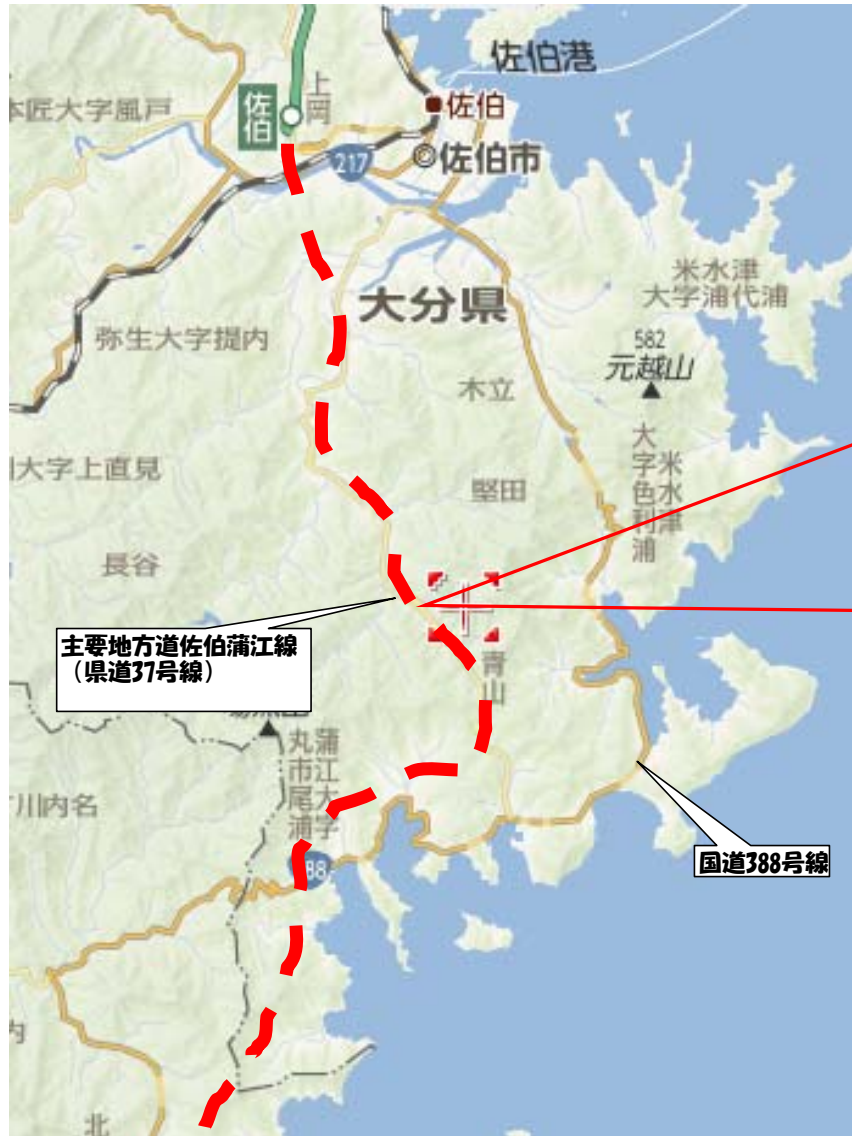 佐伯港
本匠大字風戸
佐伯
上岡
佐伯
217
佐伯市
米水津
大字浦代浦
大分県
弥生大字提内
582
元越山
木立
大字上直見
米水津
大字色利浦
堅田
長谷
主要地方道佐伯蒲江線
（県道37号線）
青山
蒲江大字
丸市尾浦
川内名
国道388号線
北